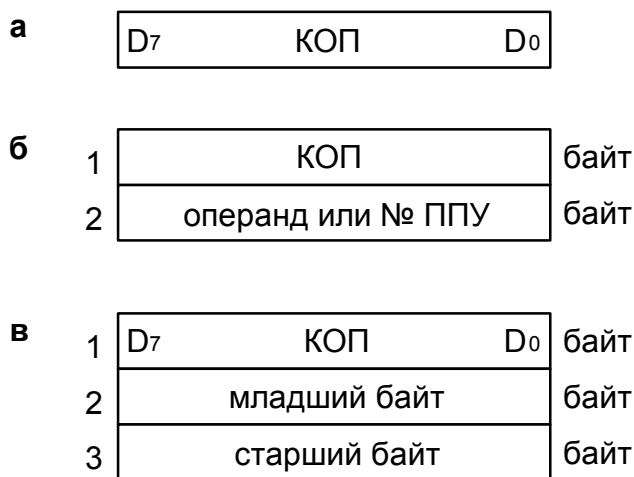 а D7 КОП D0
б 1 КОП байт
2 операнд или № ППУ байт
в 1 D7 КОП D0 байт
2 младший байт байт
3 старший байт байт